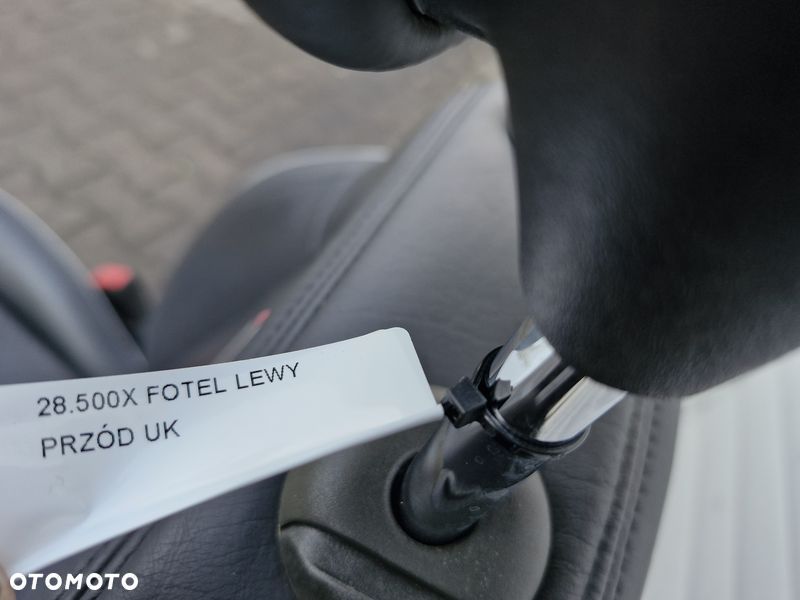 28.500X FOTEL LEWY
PRZÓD UK
OTOMOTO